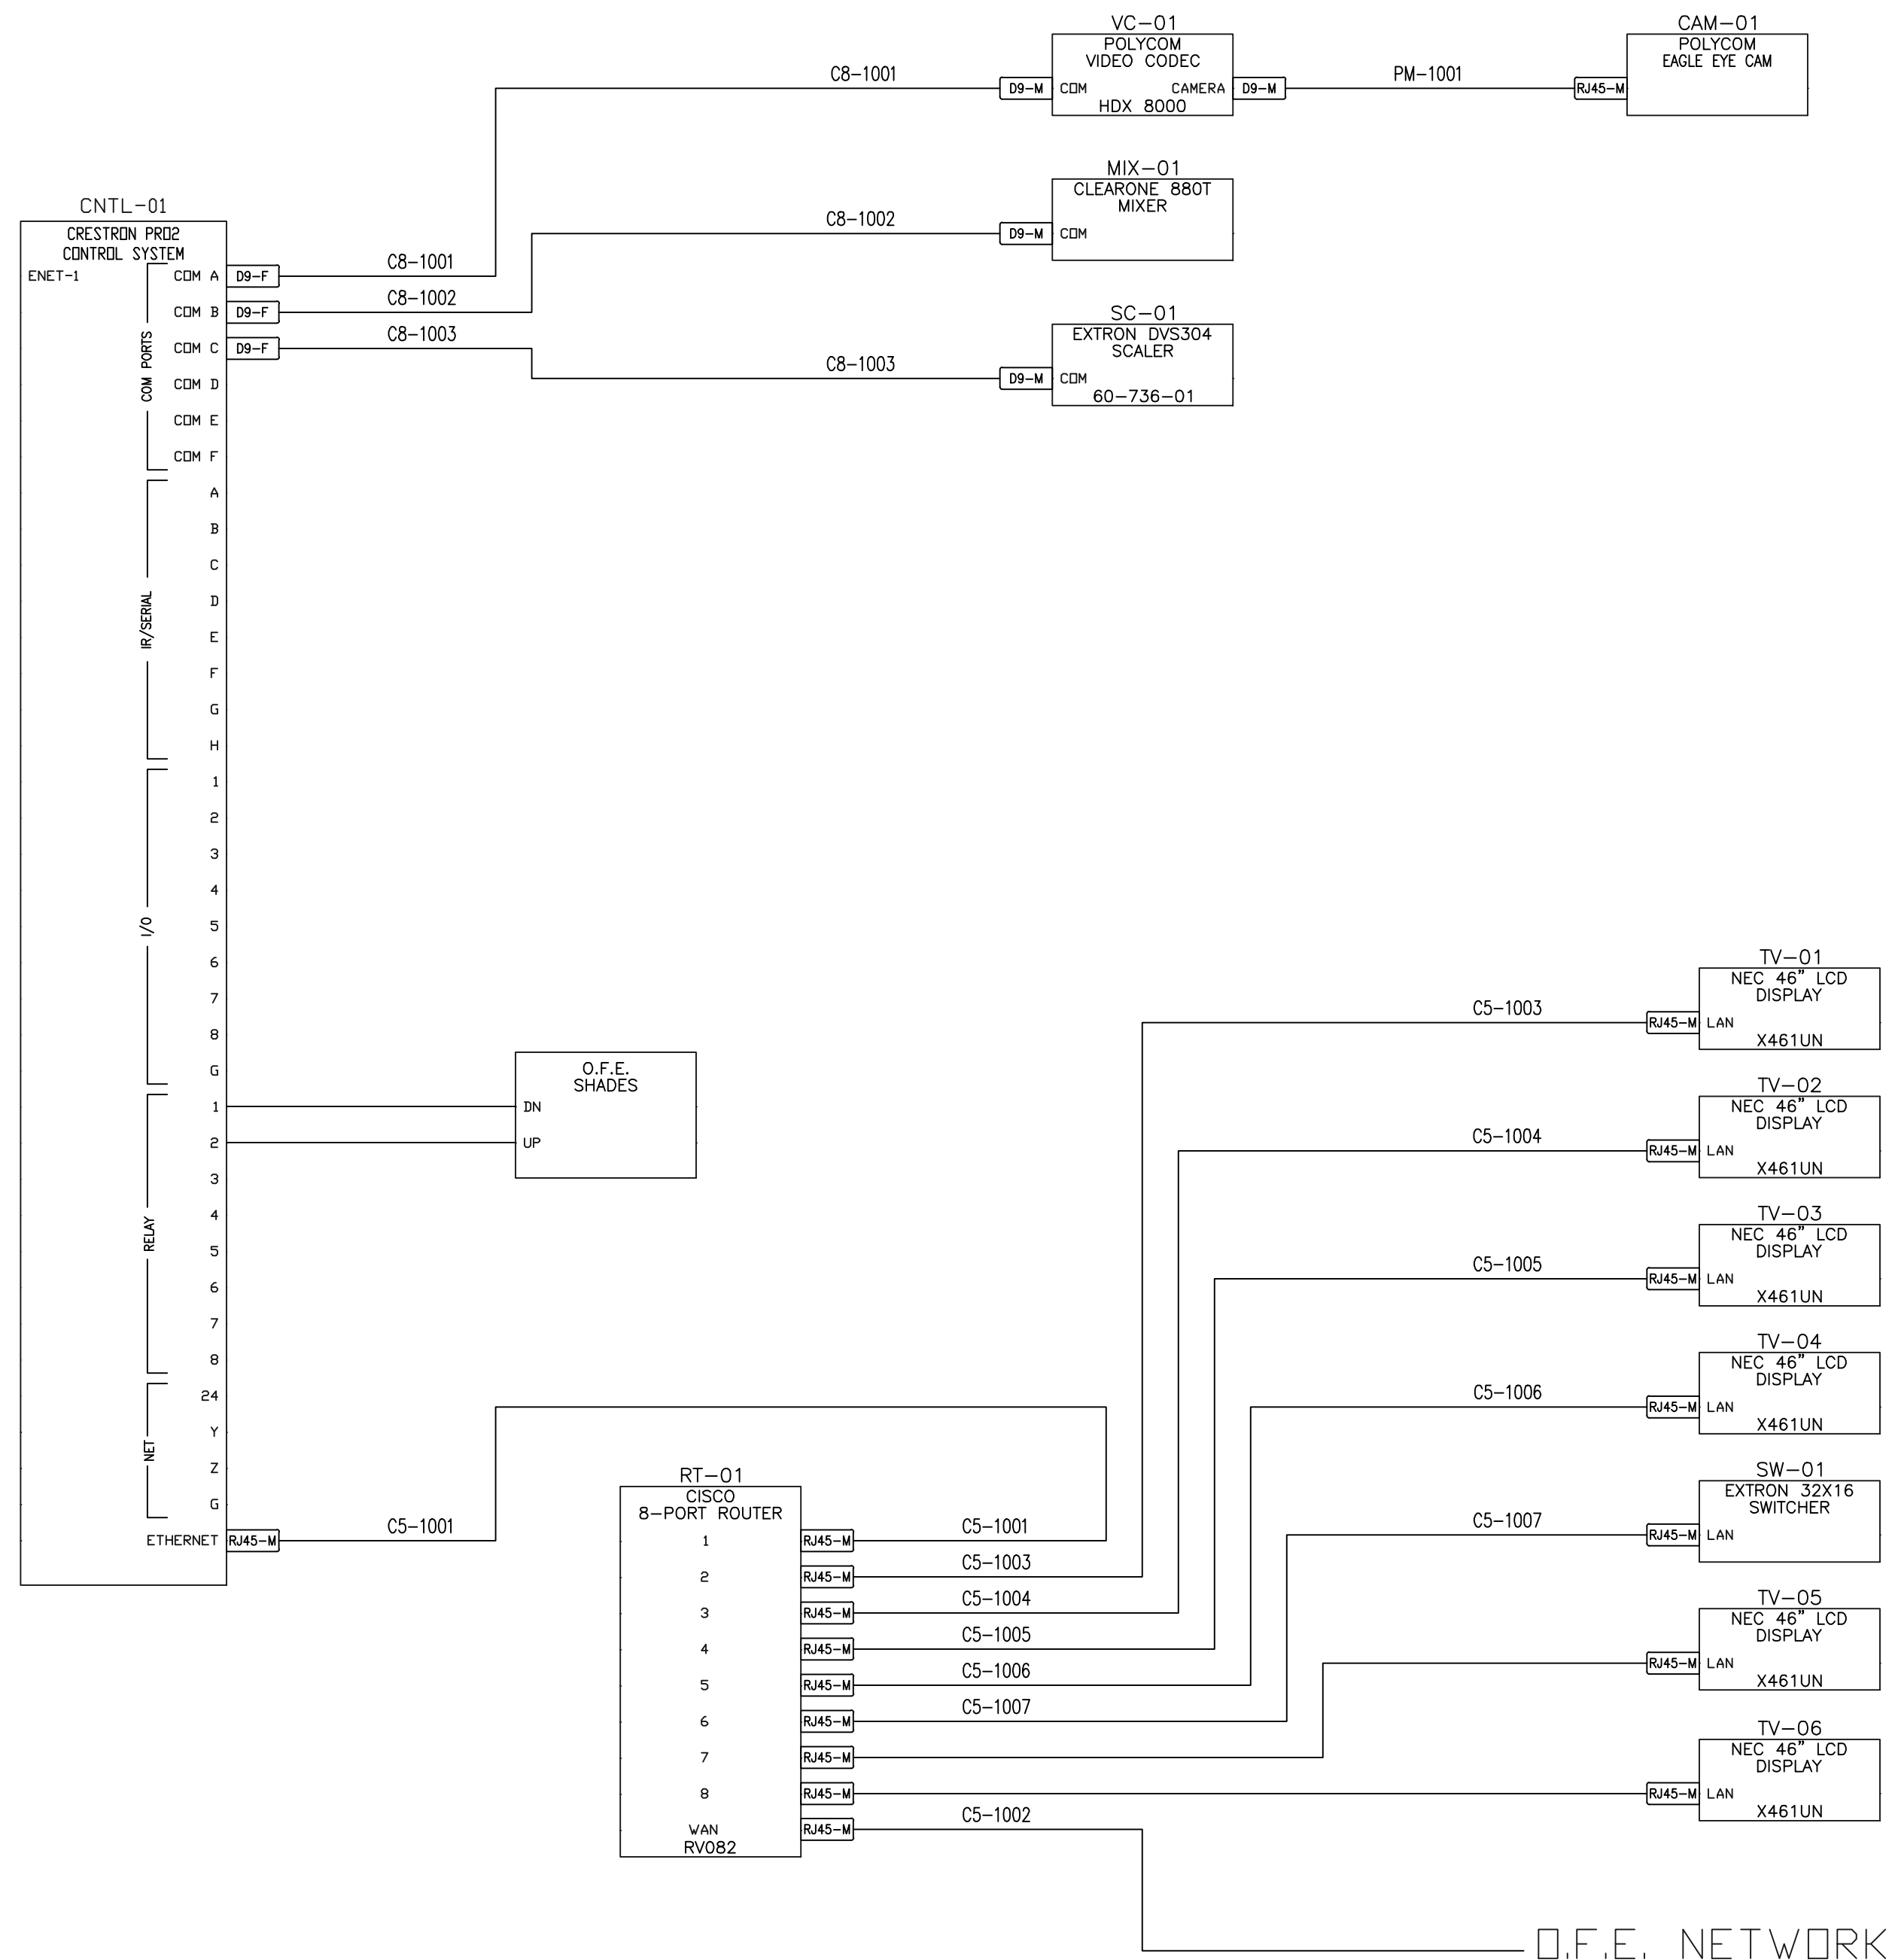 VC-01
POLYCOM
VIDEO CODEC
C8-1001
D9-M
COM
CAMERA
D9-M
HDX 8000
PM-1001
CAM-01
POLYCOM
EAGLE EYE CAM
RJ45-M
MIX-01
CLEARONE 880T
MIXER
C8-1002
D9-M
COM
SC-01
EXTRON DVS304
SCALER
C8-1003
D9-M
COM
60-736-01
CNTL-01
CRESTRON PRO2
CONTROL SYSTEM
ENET-1
COM PORTS
COM A
D9-F
C8-1001
COM B
D9-F
C8-1002
COM C
D9-F
C8-1003
COM D
COM E
COM F
IR/SERIAL
A
B
C
D
E
F
G
H
I/O
1
2
3
4
5
6
7
8
G
RELAY
1
2
3
4
5
6
7
8
NET
24
Y
Z
G
ETHERNET
RJ45-M
C5-1001
O.F.E.
SHADES
DN
UP
RT-01
CISCO
8-PORT ROUTER
1
RJ45-M
C5-1001
2
RJ45-M
C5-1003
3
RJ45-M
C5-1004
4
RJ45-M
C5-1005
5
RJ45-M
C5-1006
6
RJ45-M
C5-1007
7
RJ45-M
8
RJ45-M
WAN
RJ45-M
C5-1002
RV082
TV-01
NEC 46" LCD
DISPLAY
C5-1003
RJ45-M
LAN
X461UN
TV-02
NEC 46" LCD
DISPLAY
C5-1004
RJ45-M
LAN
X461UN
TV-03
NEC 46" LCD
DISPLAY
C5-1005
RJ45-M
LAN
X461UN
TV-04
NEC 46" LCD
DISPLAY
C5-1006
RJ45-M
LAN
X461UN
SW-01
EXTRON 32X16
SWITCHER
C5-1007
RJ45-M
LAN
TV-05
NEC 46" LCD
DISPLAY
RJ45-M
LAN
X461UN
TV-06
NEC 46" LCD
DISPLAY
RJ45-M
LAN
X461UN
O.F.E. NETWORK